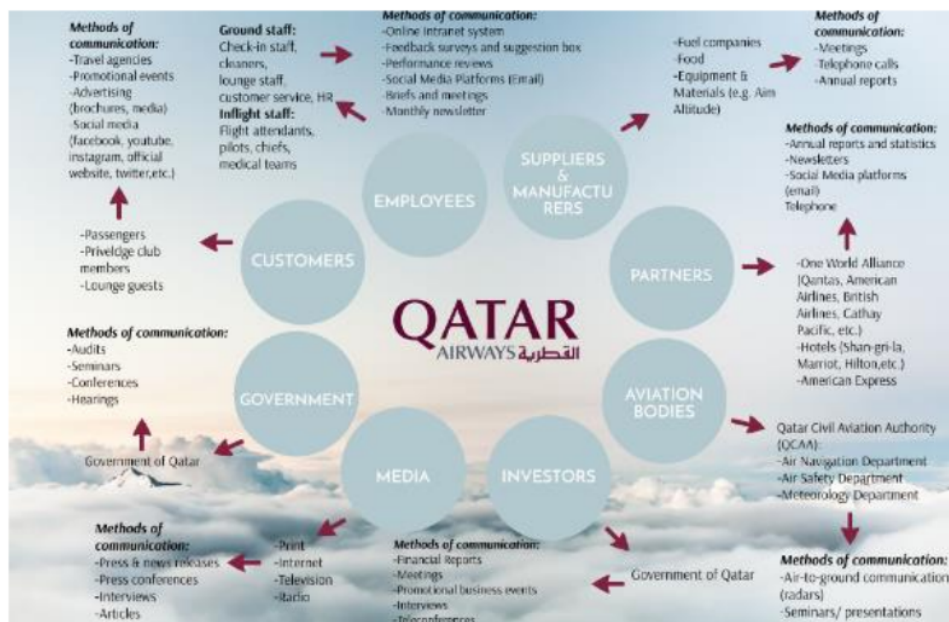 Methods of
communication:
-Travel agencies
-Promotional events
-Advertising
(brochures, media)
-Social media
(facebook, youtube,
instagram, official
website, twitter,etc.)
-Passengers
-Priveldge club
members
-Lounge guests
CUSTOMERS
Ground staff:
Check-in staff,
cleaners,
lounge staff,
customer service, HR
Inflight staff:
Flight attendants,
pilots, chiefs,
medical teams
Methods of communication:
-Online Intranet system
-Feedback surveys and suggestion box
-Performance reviews
-Social Media Platforms (Email)
-Briefs and meetings
-Monthly newsletter
EMPLOYEES
SUPPLIERS
&
MANUFACTU
RERS
-Fuel companies
-Food
-Equipment &
Materials (e.g. Aim
Altitude)
Methods of communication:
-Meetings
-Telephone calls
-Annual reports
Methods of communication:
-Annual reports and statistics
-Newsletters
-Social Media platforms
(email)
Telephone
PARTNERS
-One World Alliance
(Qantas, American
Airlines, British
Airlines, Cathay
Pacific, etc.)
-Hotels (Shan-gri-la,
Marriot, Hilton,etc.)
-American Express
QATAR
AIRWAYS القطرية
Methods of communication:
-Audits
-Seminars
-Conferences
-Hearings
GOVERNMENT
Government of Qatar
AVIATION
BODIES
Qatar Civil Aviation Authority
(QCAA):
-Air Navigation Department
-Air Safety Department
-Meteorology Department
Methods of communication:
-Air-to-ground communication
(radars)
-Seminars/ presentations
MEDIA
-Print
-Internet
-Television
-Radio
Methods of
communication:
-Press & news releases
-Press conferences
-Interviews
-Articles
INVESTORS
Government of Qatar
Methods of communication:
-Financial Reports
-Meetings
-Promotional business events
-Interviews
-Teleconferences